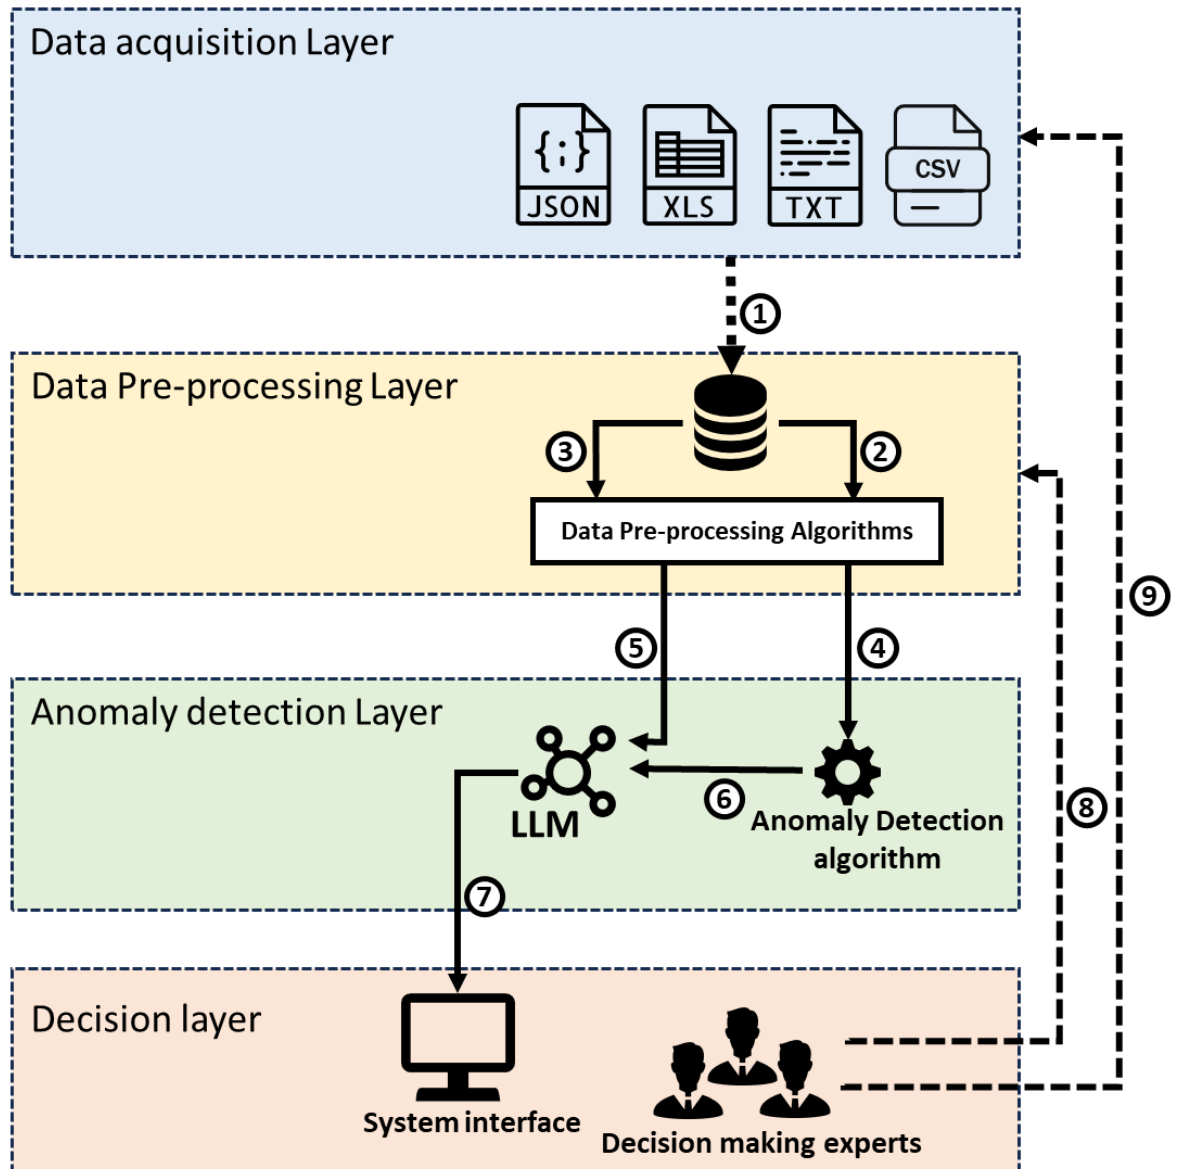 Data acquisition Layer
{;}
JSON
XLS
TXT
CSV
1
Data Pre-processing Layer
3
2
Data Pre-processing Algorithms
9
5
4
Anomaly detection Layer
6
8
LLM
Anomaly Detection
algorithm
7
Decision layer
System interface
Decision making experts